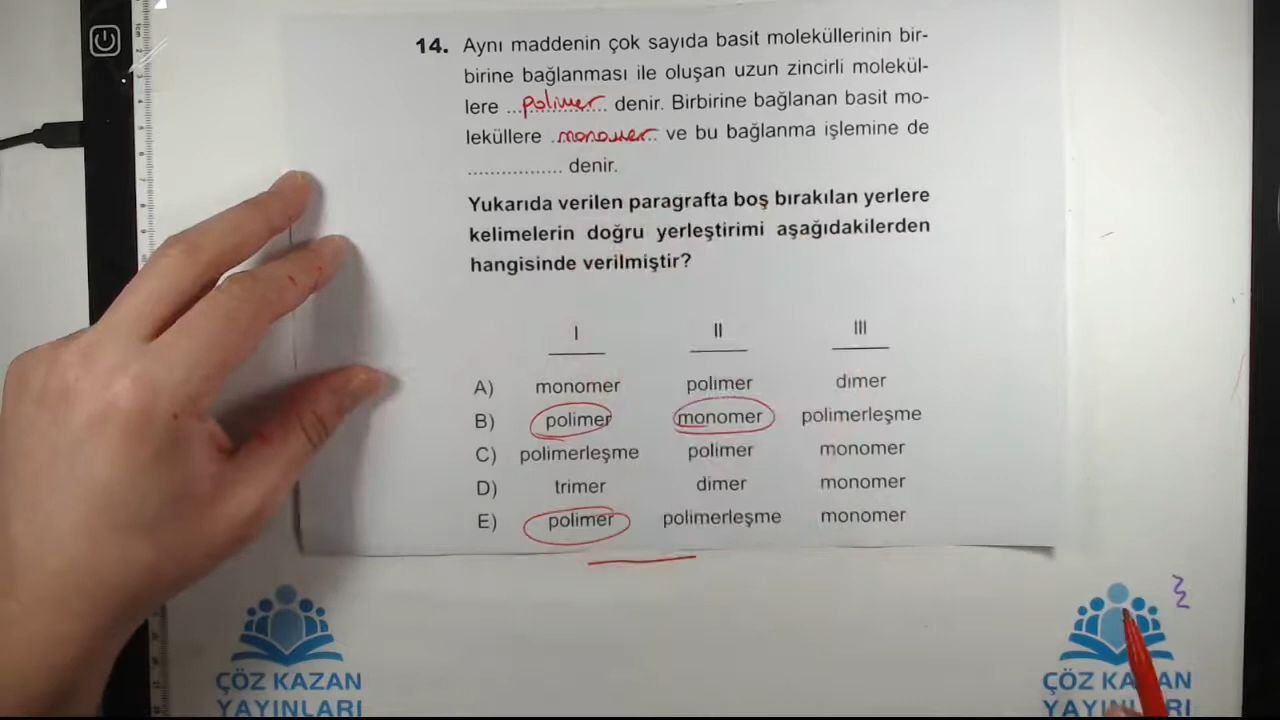 14. Aynı maddenin çok sayıda basit moleküllerinin bir-
birine bağlanması ile oluşan uzun zincirli molekül-
lere ...polimer... denir. Birbirine bağlanan basit mo-
leküllere ...monomer... ve bu bağlanma işlemine de
................. denir.
Yukarıda verilen paragrafta boş bırakılan yerlere
kelimelerin doğru yerleştirimi aşağıdakilerden
hangisinde verilmiştir?
I II III
A) monomer polimer dimer
B) polimer monomer polimerleşme
C) polimerleşme polimer monomer
D) trimer dimer monomer
E) polimer polimerleşme monomer
ÇÖZ KAZAN
YAYINLARI
ÇÖZ KAZAN
YAYINLARI